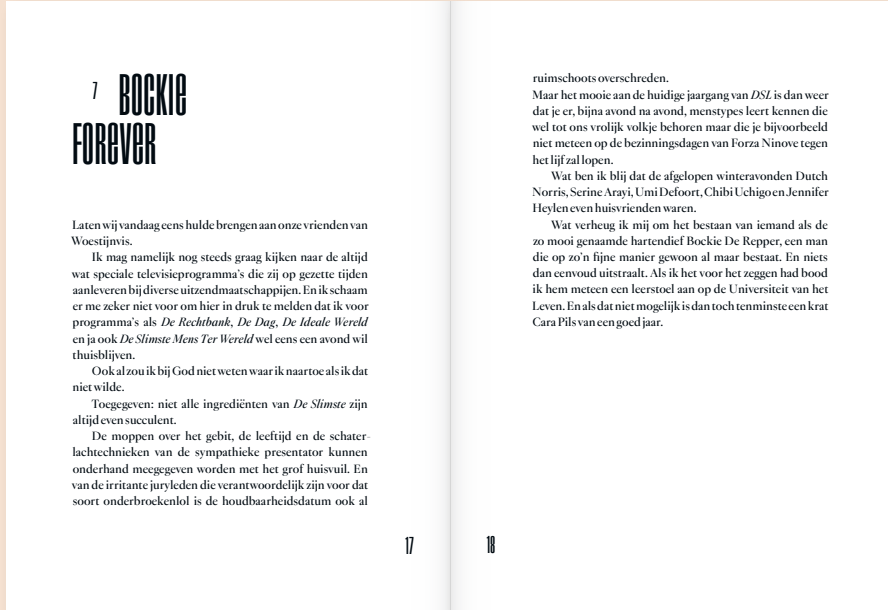 7 BOCKIE
FOREVER
Laten wij vandaag eens hulde brengen aan onze vrienden van
Woestijnvis.
Ik mag namelijk nog steeds graag kijken naar de altijd
wat speciale televisieprogramma's die zij op gezette tijden
aanleveren bij diverse uitzendmaatschappijen. En ik schaam
er me zeker niet voor om hier in druk te melden dat ik voor
programma's als De Rechtbank, De Dag, De Ideale Wereld
en ja ook De Slimste Mens Ter Wereld wel eens een avond wil
thuisblijven.
Ook al zou ik bij God niet weten waar ik naartoe als ik dat
niet wilde.
Toegegeven: niet alle ingrediënten van De Slimste zijn
altijd even succulent.
De moppen over het gebit, de leeftijd en de schater-
lachtechnieken van de sympathieke presentator kunnen
onderhand meegegeven worden met het grof huisvuil. En
van de irritante juryleden die verantwoordelijk zijn voor dat
soort onderbroekenlol is de houdbaarheidsdatum ook al
17
ruimschoots overschreden.
Maar het mooie aan de huidige jaargang van DSL is dan weer
dat je er, bijna avond na avond, menstypes leert kennen die
wel tot ons vrolijk volkje behoren maar die je bijvoorbeeld
niet meteen op de bezinningsdagen van Forza Ninove tegen
het lijf zal lopen.
Wat ben ik blij dat de afgelopen winteravonden Dutch
Norris, Serine Arayi, Umi Defoort, Chibi Uchigo en Jennifer
Heylen even huisvrienden waren.
Wat verheug ik mij om het bestaan van iemand als de
zo mooi genaamde hartendief Bockie De Repper, een man
die op zo'n fijne manier gewoon al maar bestaat. En niets
dan eenvoud uitstraalt. Als ik het voor het zeggen had bood
ik hem meteen een leerstoel aan op de Universiteit van het
Leven. En als dat niet mogelijk is dan toch tenminste een krat
Cara Pils van een goed jaar.
18